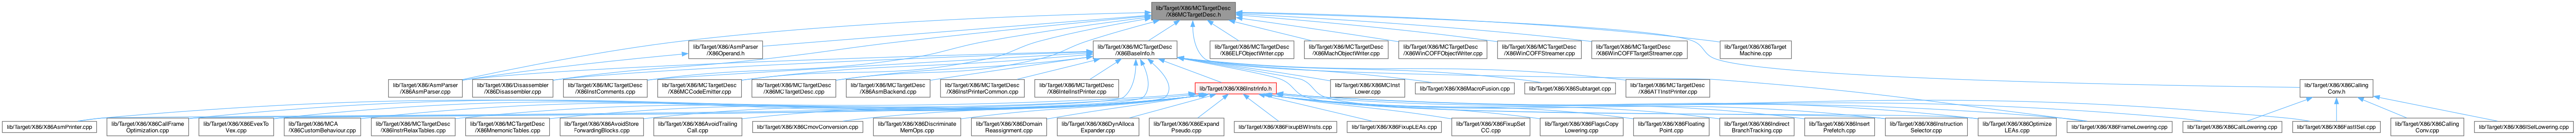 lib/Target/X86/MCTargetDesc
/X86MCTargetDesc.h
lib/Target/X86/AsmParser
/X86Operand.h
lib/Target/X86/MCTargetDesc
/X86BaseInfo.h
lib/Target/X86/MCTargetDesc
/X86ELFObjectWriter.cpp
lib/Target/X86/MCTargetDesc
/X86MachObjectWriter.cpp
lib/Target/X86/MCTargetDesc
/X86WinCOFFObjectWriter.cpp
lib/Target/X86/MCTargetDesc
/X86WinCOFFStreamer.cpp
lib/Target/X86/MCTargetDesc
/X86WinCOFFTargetStreamer.cpp
lib/Target/X86/X86Target
Machine.cpp
lib/Target/X86/AsmParser
/X86AsmParser.cpp
lib/Target/X86/Disassembler
/X86Disassembler.cpp
lib/Target/X86/MCTargetDesc
/X86InstComments.cpp
lib/Target/X86/MCTargetDesc
/X86MCCodeEmitter.cpp
lib/Target/X86/MCTargetDesc
/X86MCTargetDesc.cpp
lib/Target/X86/MCTargetDesc
/X86AsmBackend.cpp
lib/Target/X86/MCTargetDesc
/X86InstPrinterCommon.cpp
lib/Target/X86/MCTargetDesc
/X86IntelInstPrinter.cpp
lib/Target/X86/X86InstrInfo.h
lib/Target/X86/X86MCInst
Lower.cpp
lib/Target/X86/X86MacroFusion.cpp
lib/Target/X86/X86Subtarget.cpp
lib/Target/X86/MCTargetDesc
/X86ATTInstPrinter.cpp
lib/Target/X86/X86Calling
Conv.h
lib/Target/X86/X86AsmPrinter.cpp
lib/Target/X86/X86CallFrame
Optimization.cpp
lib/Target/X86/X86EvexTo
Vex.cpp
lib/Target/X86/MCA
/X86CustomBehaviour.cpp
lib/Target/X86/MCTargetDesc
/X86InstrRelaxTables.cpp
lib/Target/X86/MCTargetDesc
/X86MnemonicTables.cpp
lib/Target/X86/X86AvoidStore
ForwardingBlocks.cpp
lib/Target/X86/X86AvoidTrailing
Call.cpp
lib/Target/X86/X86CmovConversion.cpp
lib/Target/X86/X86Discriminate
MemOps.cpp
lib/Target/X86/X86Domain
Reassignment.cpp
lib/Target/X86/X86DynAlloca
Expander.cpp
lib/Target/X86/X86Expand
Pseudo.cpp
lib/Target/X86/X86FixupBWInsts.cpp
lib/Target/X86/X86FixupLEAs.cpp
lib/Target/X86/X86FixupSet
CC.cpp
lib/Target/X86/X86FlagsCopy
Lowering.cpp
lib/Target/X86/X86Floating
Point.cpp
lib/Target/X86/X86Indirect
BranchTracking.cpp
lib/Target/X86/X86Insert
Prefetch.cpp
lib/Target/X86/X86Instruction
Selector.cpp
lib/Target/X86/X86Optimize
LEAs.cpp
lib/Target/X86/X86FrameLowering.cpp
lib/Target/X86/X86CallLowering.cpp
lib/Target/X86/X86FastISel.cpp
lib/Target/X86/X86Calling
Conv.cpp
lib/Target/X86/X86ISelLowering.cpp